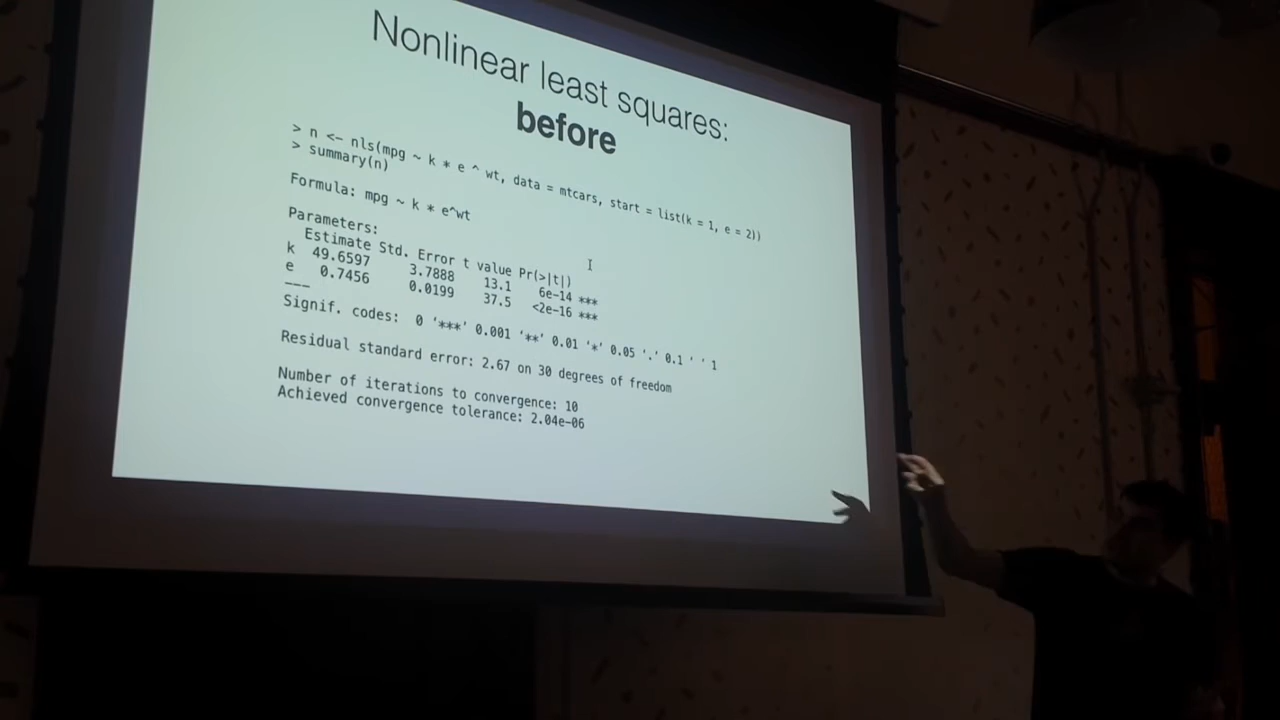 Nonlinear least squares:
before
> n <- nls(mpg ~ k * e ^ wt, data = mtcars, start = list(k = 1, e = 2))
> summary(n)
Formula: mpg ~ k * e^wt
Parameters:
Estimate Std. Error t value Pr(>|t|)
k 49.6597 3.7888 13.1 6e-14 ***
e 0.7456 0.0199 37.5 <2e-16 ***
---
Signif. codes: 0 ‘***’ 0.001 ‘**’ 0.01 ‘*’ 0.05 ‘.’ 0.1 ‘ ’ 1
Residual standard error: 2.67 on 30 degrees of freedom
Number of iterations to convergence: 10
Achieved convergence tolerance: 2.04e-06